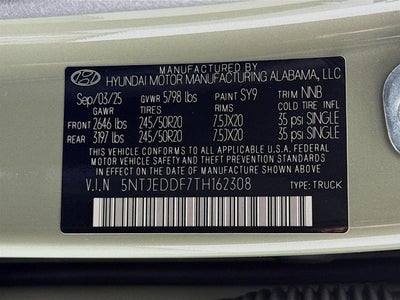 MANUFACTURED BY
HYUNDAI MOTOR MANUFACTURING ALABAMA, LLC
Sep/03/25 GVWR 5798 lbs PAINT SY9 TRIM NNB
GAWR TIRES RIMS COLD TIRE INF.
FRONT 2646 lbs 245/50R20 7.5JX20 35 psi SINGLE
REAR 3197 lbs 245/50R20 7.5JX20 35 psi SINGLE
THIS VEHICLE CONFORMS TO ALL APPLICABLE U.S. FEDERAL
MOTOR VEHICLE SAFETY, BUMPER, AND THEFT PREVENTION
STANDARDS IN EFFECT ON THE DATE OF MANUFACTURE SHOWN ABOVE.
V.I.N 5NTJEDDF7TH162308 TYPE: TRUCK